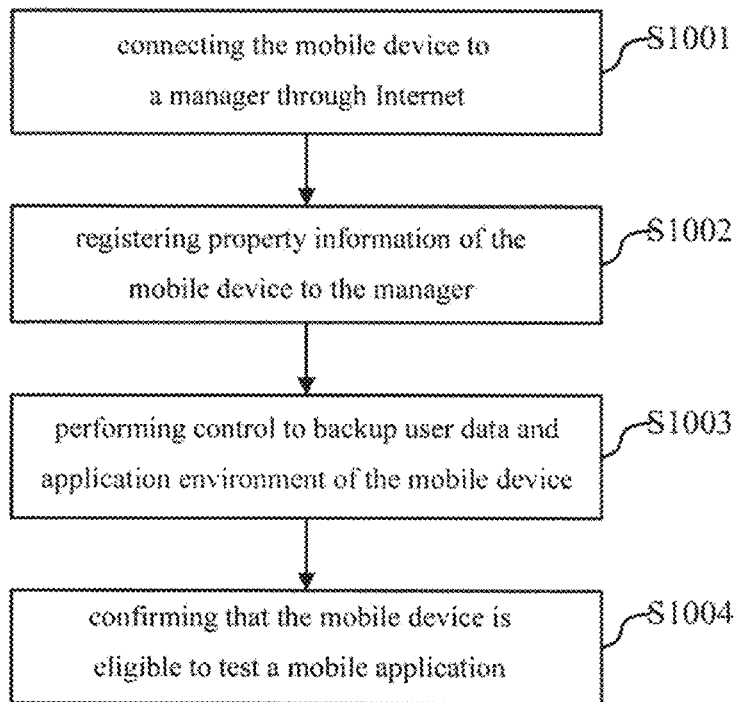 connecting the mobile device to
a manager through Internet
S1001
registering property information of the
mobile device to the manager
S1002
performing control to backup user data and
application environment of the mobile device
S1003
confirming that the mobile device is
eligible to test a mobile application
S1004